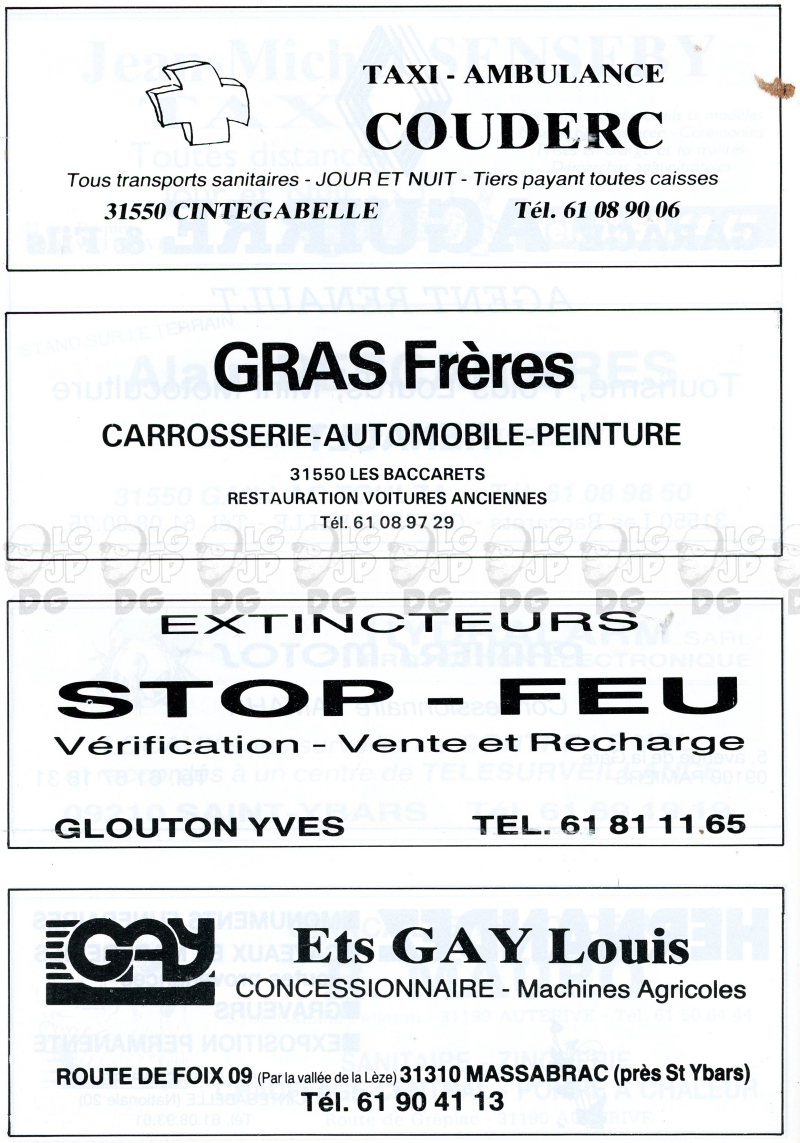 TAXI - AMBULANCE
COUDERC
Tous transports sanitaires - JOUR ET NUIT - Tiers payant toutes caisses
31550 CINTEGABELLE Tél. 61 08 90 06
GRAS Frères
CARROSSERIE-AUTOMOBILE-PEINTURE
31550 LES BACCARETS
RESTAURATION VOITURES ANCIENNES
Tél. 61 08 97 29
LG JP DG
EXTINCTEURS
STOP - FEU
Vérification - Vente et Recharge
GLOUTON YVES TEL. 61 81 11.65
GAY Ets GAY Louis
CONCESSIONNAIRE - Machines Agricoles
ROUTE DE FOIX 09 (Par la vallée de la Lèze) 31310 MASSABRAC (près St Ybars)
Tél. 61 90 41 13